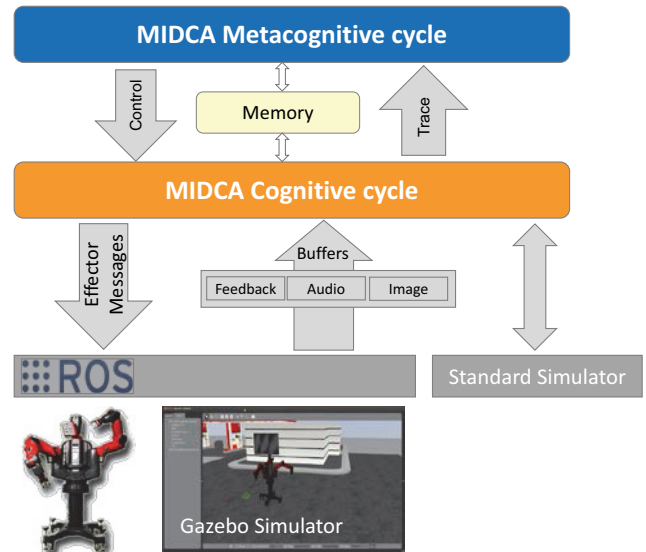 MIDCA Metacognitive cycle
Control
Memory
Trace
MIDCA Cognitive cycle
Effector
Messages
Buffers
Feedback
Audio
Image
ROS
Standard Simulator
Gazebo Simulator